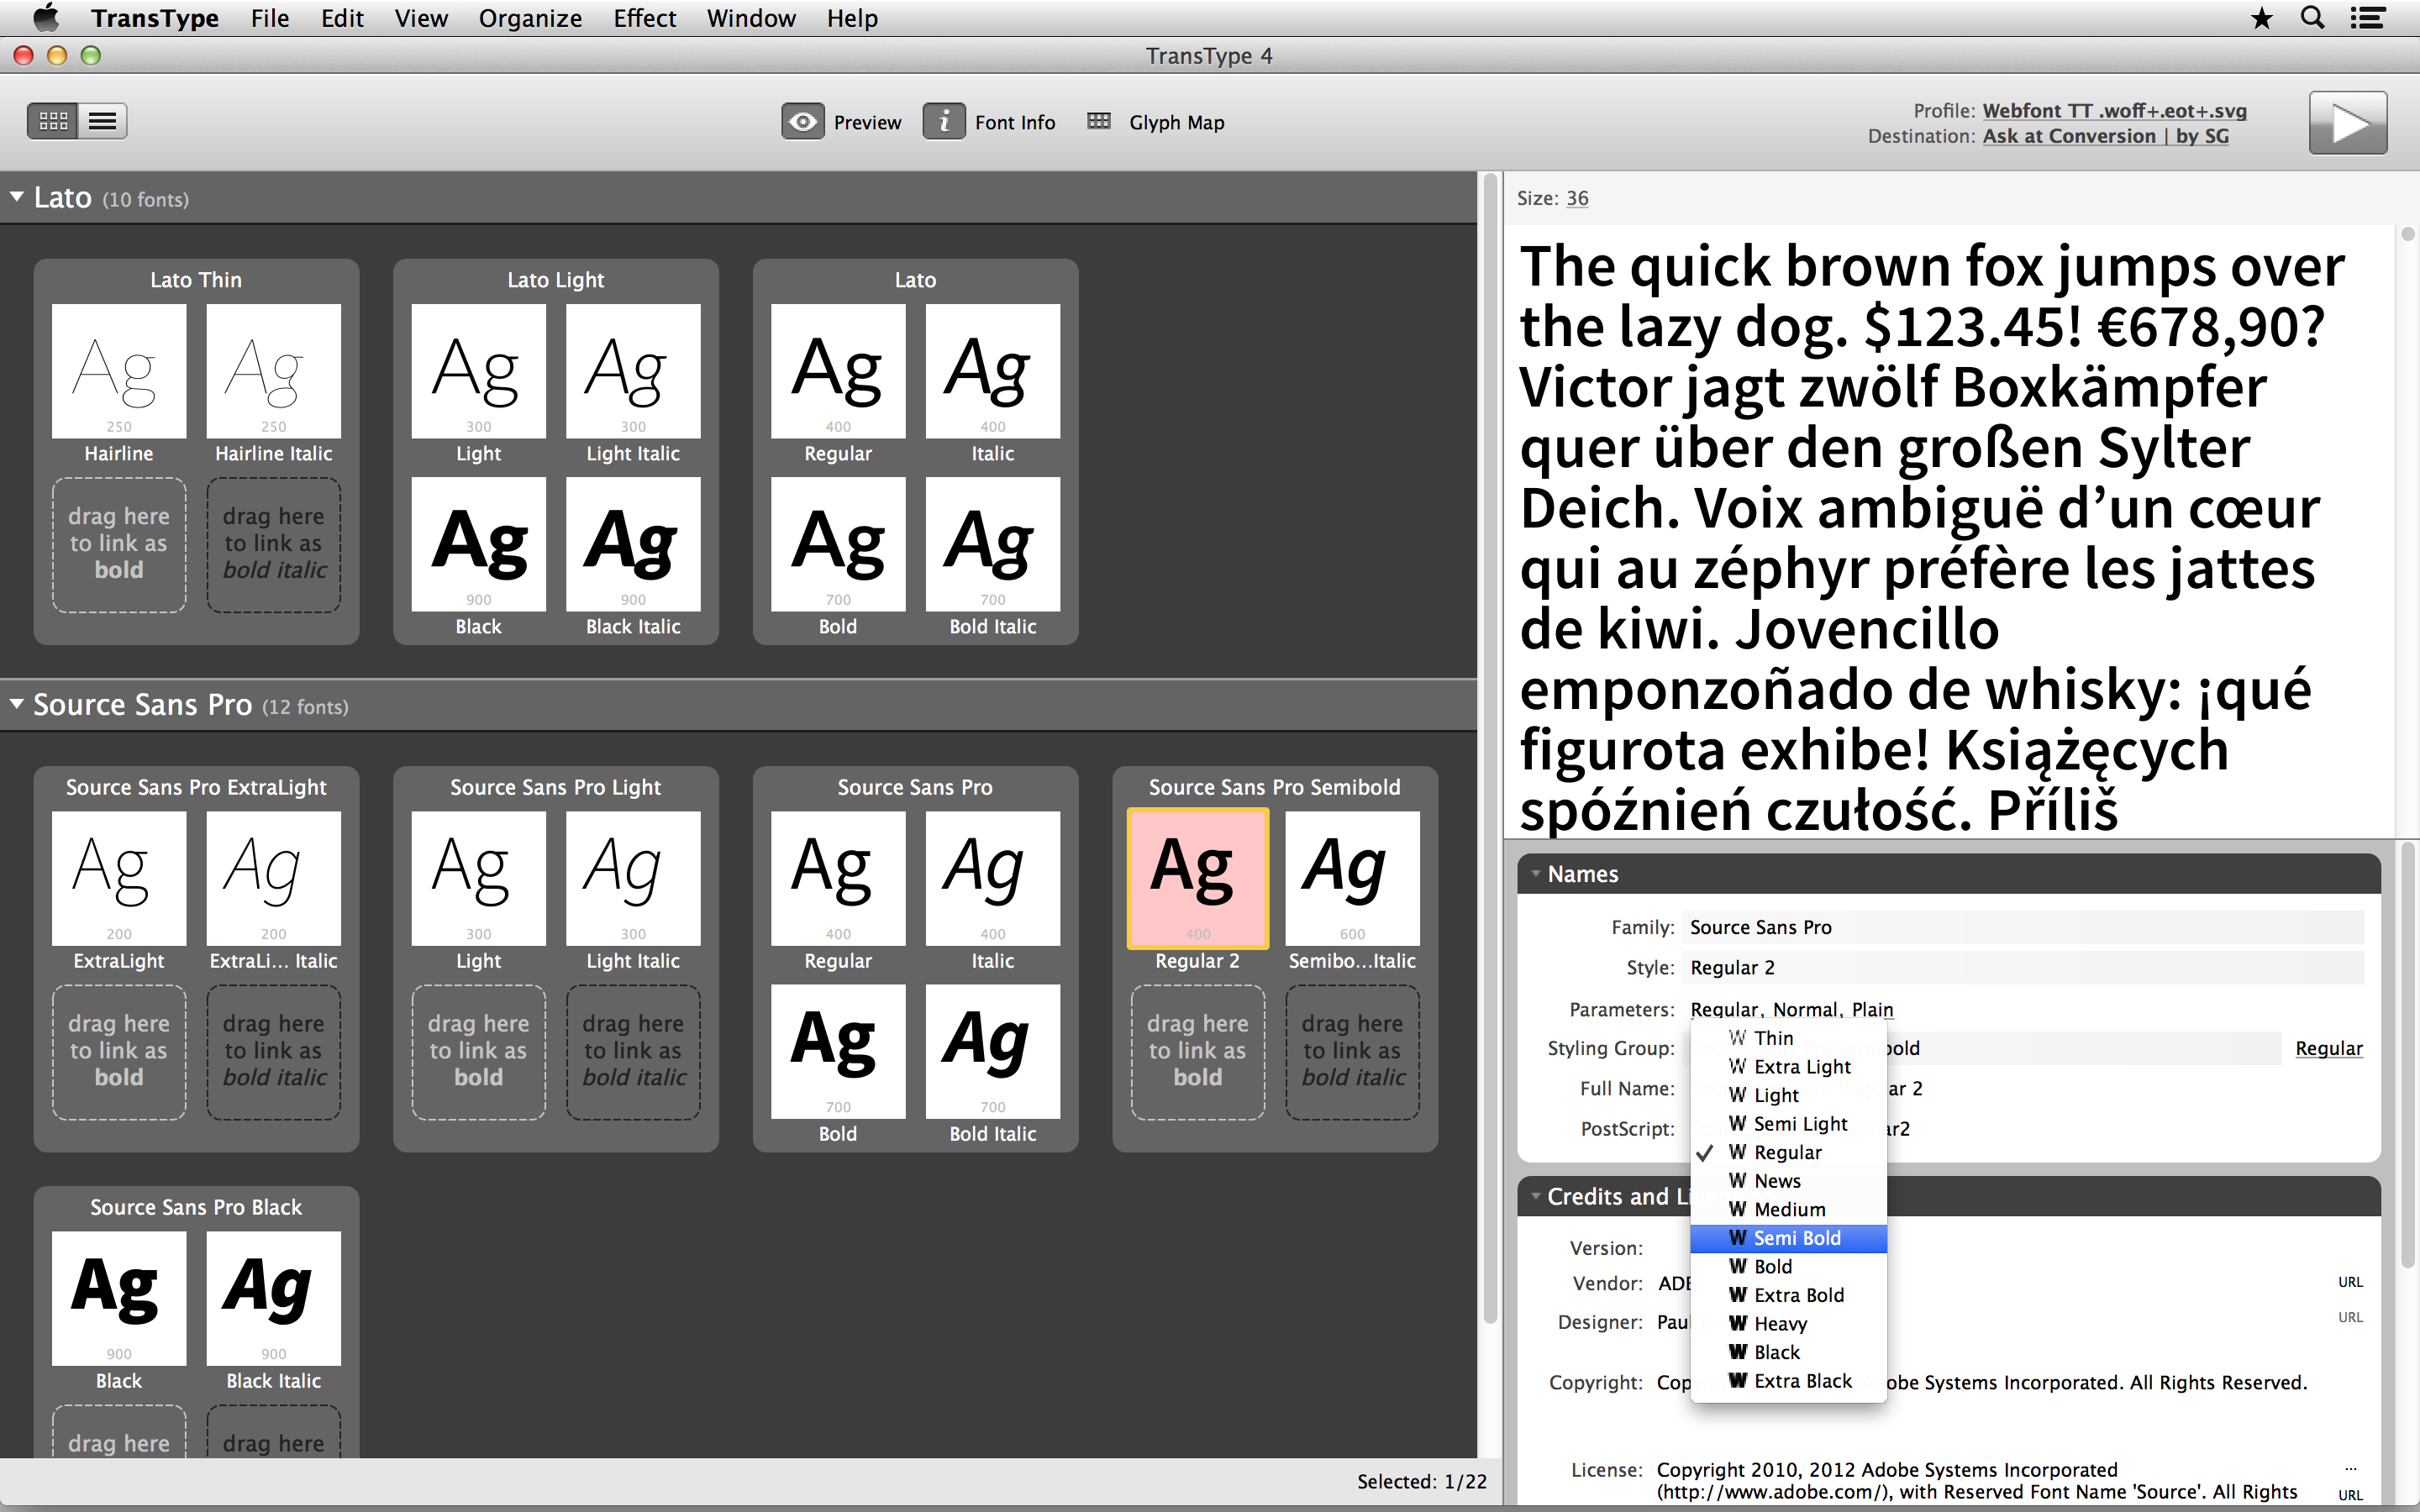 TransType File Edit View Organize Effect Window Help
TransType 4
Preview
Font Info
Glyph Map
Profile: Webfont TT .woff+.eot+.svg
Destination: Ask at Conversion | by SG
Lato (10 fonts)
Lato Thin
Ag 250 Hairline
Ag 250 Hairline Italic
drag here to link as bold
drag here to link as bold italic
Lato Light
Ag 300 Light
Ag 300 Light Italic
Ag 900 Black
Ag 900 Black Italic
Lato
Ag 400 Regular
Ag 400 Italic
Ag 700 Bold
Ag 700 Bold Italic
Source Sans Pro (12 fonts)
Source Sans Pro ExtraLight
Ag 200 ExtraLight
Ag 200 ExtraLi... Italic
drag here to link as bold
drag here to link as bold italic
Source Sans Pro Light
Ag 300 Light
Ag 300 Light Italic
drag here to link as bold
drag here to link as bold italic
Source Sans Pro
Ag 400 Regular
Ag 400 Italic
Ag 700 Bold
Ag 700 Bold Italic
Source Sans Pro Semibold
Ag 400 Regular 2
Ag 600 Semibo...Italic
drag here to link as bold
drag here to link as bold italic
Source Sans Pro Black
Ag 900 Black
Ag 900 Black Italic
drag here
drag here
Selected: 1/22
Size: 36
The quick brown fox jumps over
the lazy dog. $123.45! €678,90?
Victor jagt zwölf Boxkämpfer
quer über den großen Sylter
Deich. Voix ambiguë d’un cœur
qui au zéphyr préfère les jattes
de kiwi. Jovencillo
emponzoñado de whisky: ¡qué
figurota exhibe! Książęcych
spóźnień czułość. Příliš
Names
Family: Source Sans Pro
Style: Regular 2
Parameters: Regular, Normal, Plain
Styling Group: bold Regular
Full Name: ar 2
PostScript: ar2
Thin
Extra Light
Light
Semi Light
Regular
News
Medium
Semi Bold
Bold
Extra Bold
Heavy
Black
Extra Black
Credits and Li
Version:
Vendor: ADB URL
Designer: Paul URL
Copyright: Cop obe Systems Incorporated. All Rights Reserved.
License: Copyright 2010, 2012 Adobe Systems Incorporated ...
(http://www.adobe.com/), with Reserved Font Name 'Source'. All Rights URL